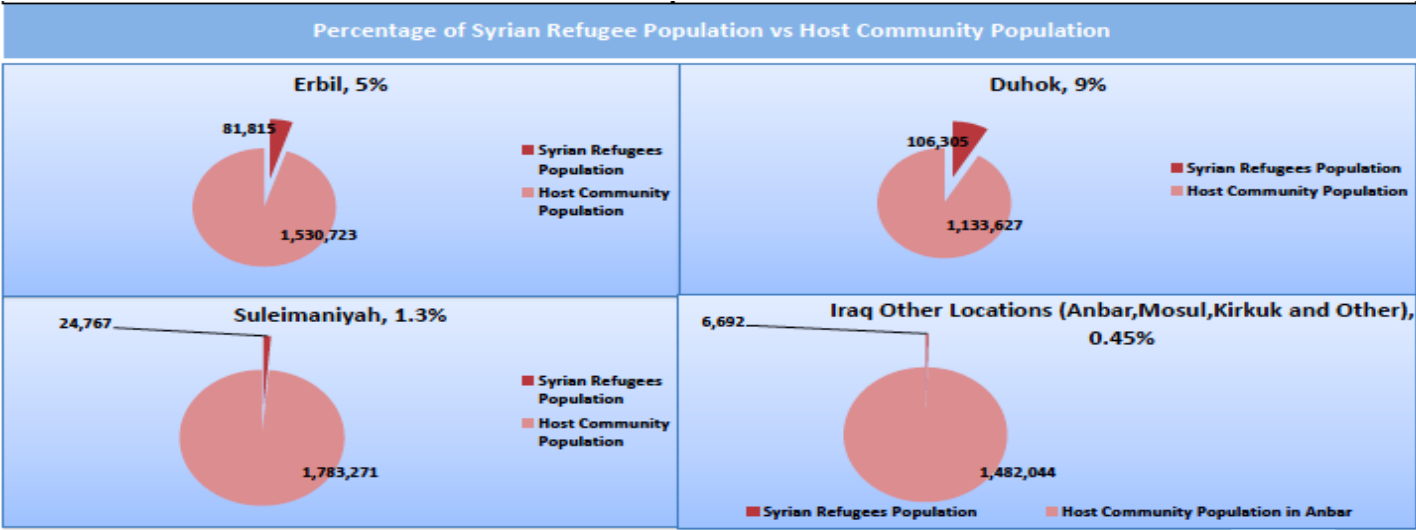 Percentage of Syrian Refugee Population vs Host Community Population
Erbil, 5%
81,815
Syrian Refugees
Population
Host Community
Population
1,530,723
Duhok, 9%
106,305
Syrian Refugees Population
Host Community Population
1,133,627
Suleimaniyah, 1.3%
24,767
Syrian Refugees
Population
Host Community
Population
1,783,271
Iraq Other Locations (Anbar,Mosul,Kirkuk and Other),
0.45%
6,692
1,482,044
Syrian Refugees Population
Host Community Population in Anbar